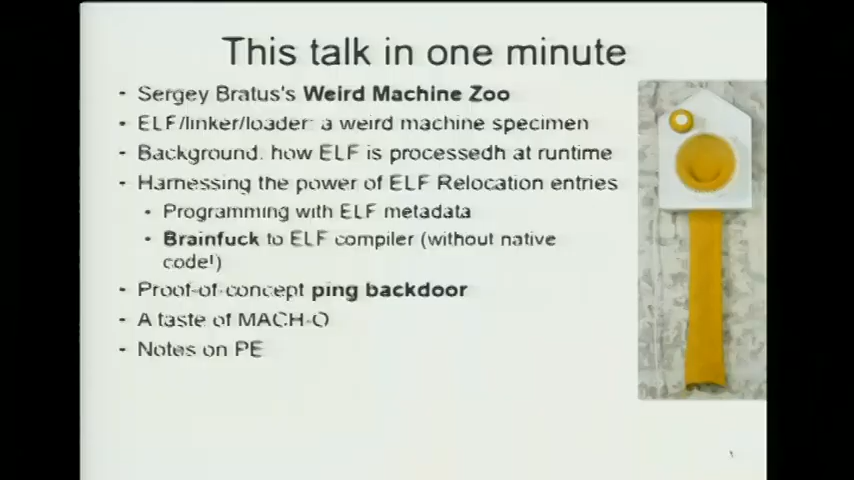 This talk in one minute
- Sergey Bratus's Weird Machine Zoo
- ELF/linker/loader: a weird machine specimen
- Background. how ELF is processedh at runtime
- Harnessing the power of ELF Relocation entries
• Programming with ELF metadata
• Brainfuck to ELF compiler (without native
code!)
- Proof-of-concept ping backdoor
- A taste of MACH-O
- Notes on PE